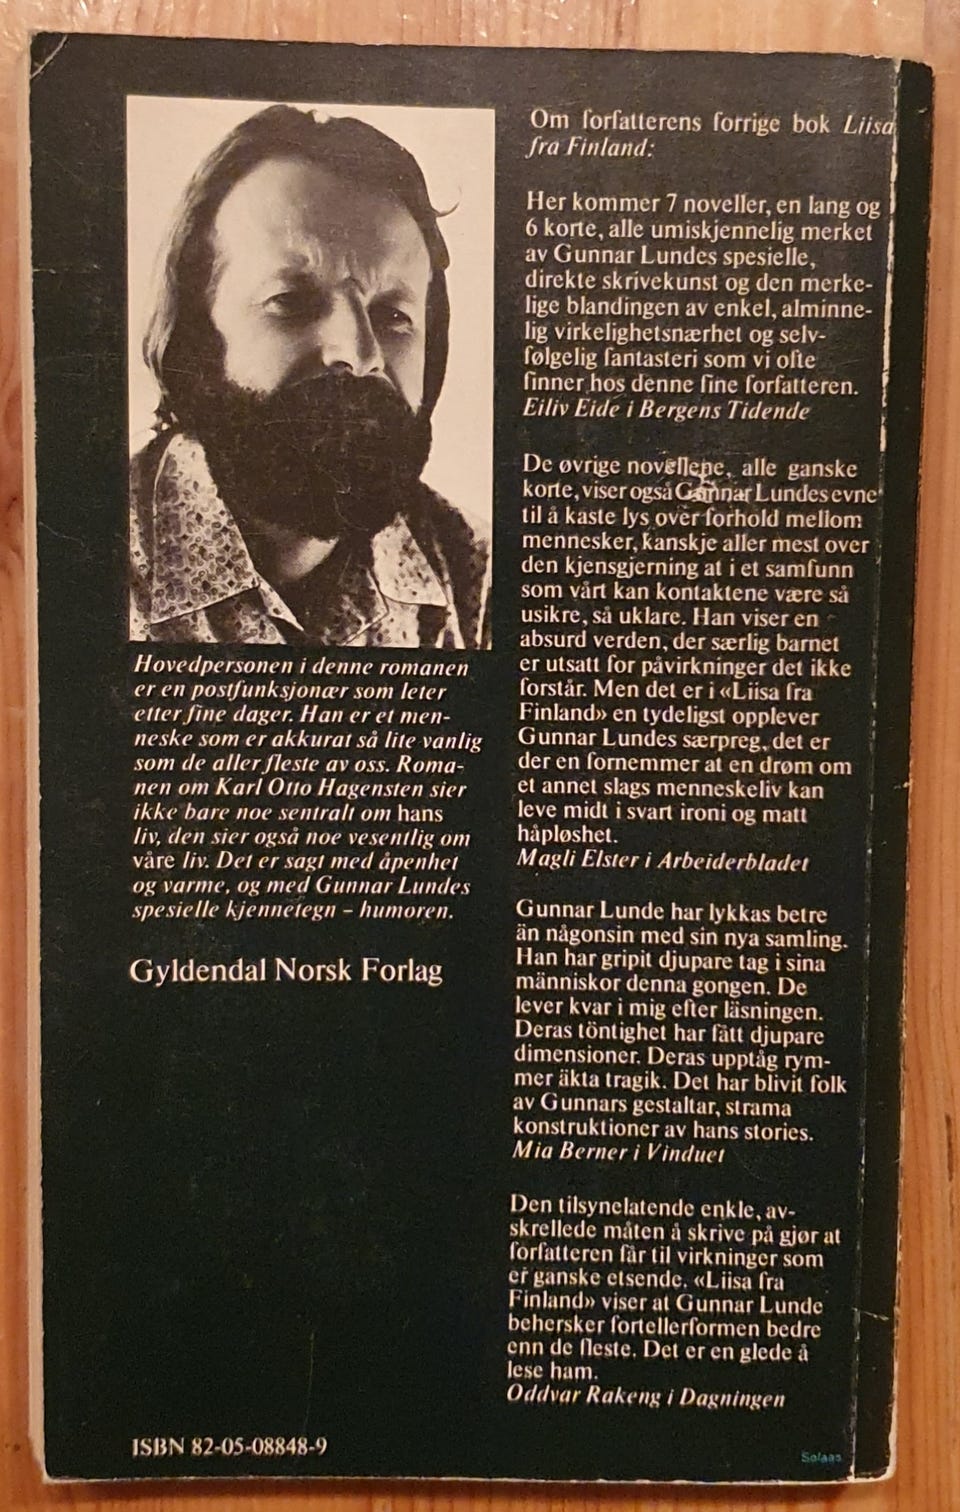 Hovedpersonen i denne romanen
er en postfunksjonær som leter
etter fine dager. Han er et men-
neske som er akkurat så lite vanlig
som de aller fleste av oss. Roma-
nen om Karl Otto Hagensten sier
ikke bare noe sentralt om hans
liv, den sier også noe vesentlig om
våre liv. Det er sagt med åpenhet
og varme, og med Gunnar Lundes
spesielle kjennetegn – humoren.
Gyldendal Norsk Forlag
ISBN 82-05-08848-9
Om forfatterens forrige bok Liisa
fra Finland:
Her kommer 7 noveller, en lang og
6 korte, alle umiskjennelig merket
av Gunnar Lundes spesielle,
direkte skrivekunst og den merke-
lige blandingen av enkel, alminne-
lig virkelighetsnærhet og selv-
følgelig fantasteri som vi ofte
finner hos denne fine forfatteren.
Eiliv Eide i Bergens Tidende
De øvrige novellene, alle ganske
korte, viser også Gunnar Lundes evne
til å kaste lys over forhold mellom
mennesker, kanskje aller mest over
den kjensgjerning at i et samfunn
som vårt kan kontaktene være så
usikre, så uklare. Han viser en
absurd verden, der særlig barnet
er utsatt for påvirkninger det ikke
forstår. Men det er i «Liisa fra
Finland» en tydeligst opplever
Gunnar Lundes særpreg, det er
der en fornemmer at en drøm om
et annet slags menneskeliv kan
leve midt i svart ironi og matt
håpløshet.
Magli Elster i Arbeiderbladet
Gunnar Lunde har lykkas betre
än någonsin med sin nya samling.
Han har gripit djupare tag i sina
människor denna gongen. De
lever kvar i mig efter läsningen.
Deras töntighet har fått djupare
dimensioner. Deras upptåg rym-
mer äkta tragik. Det har blivit folk
av Gunnars gestaltar, strama
konstruktioner av hans stories.
Mia Berner i Vinduet
Den tilsynelatende enkle, av-
skrellede måten å skrive på gjør at
forfatteren får til virkninger som
er ganske etsende. «Liisa fra
Finland» viser at Gunnar Lunde
behersker fortellerformen bedre
enn de fleste. Det er en glede å
lese ham.
Oddvar Rakeng i Dagningen
Solaas